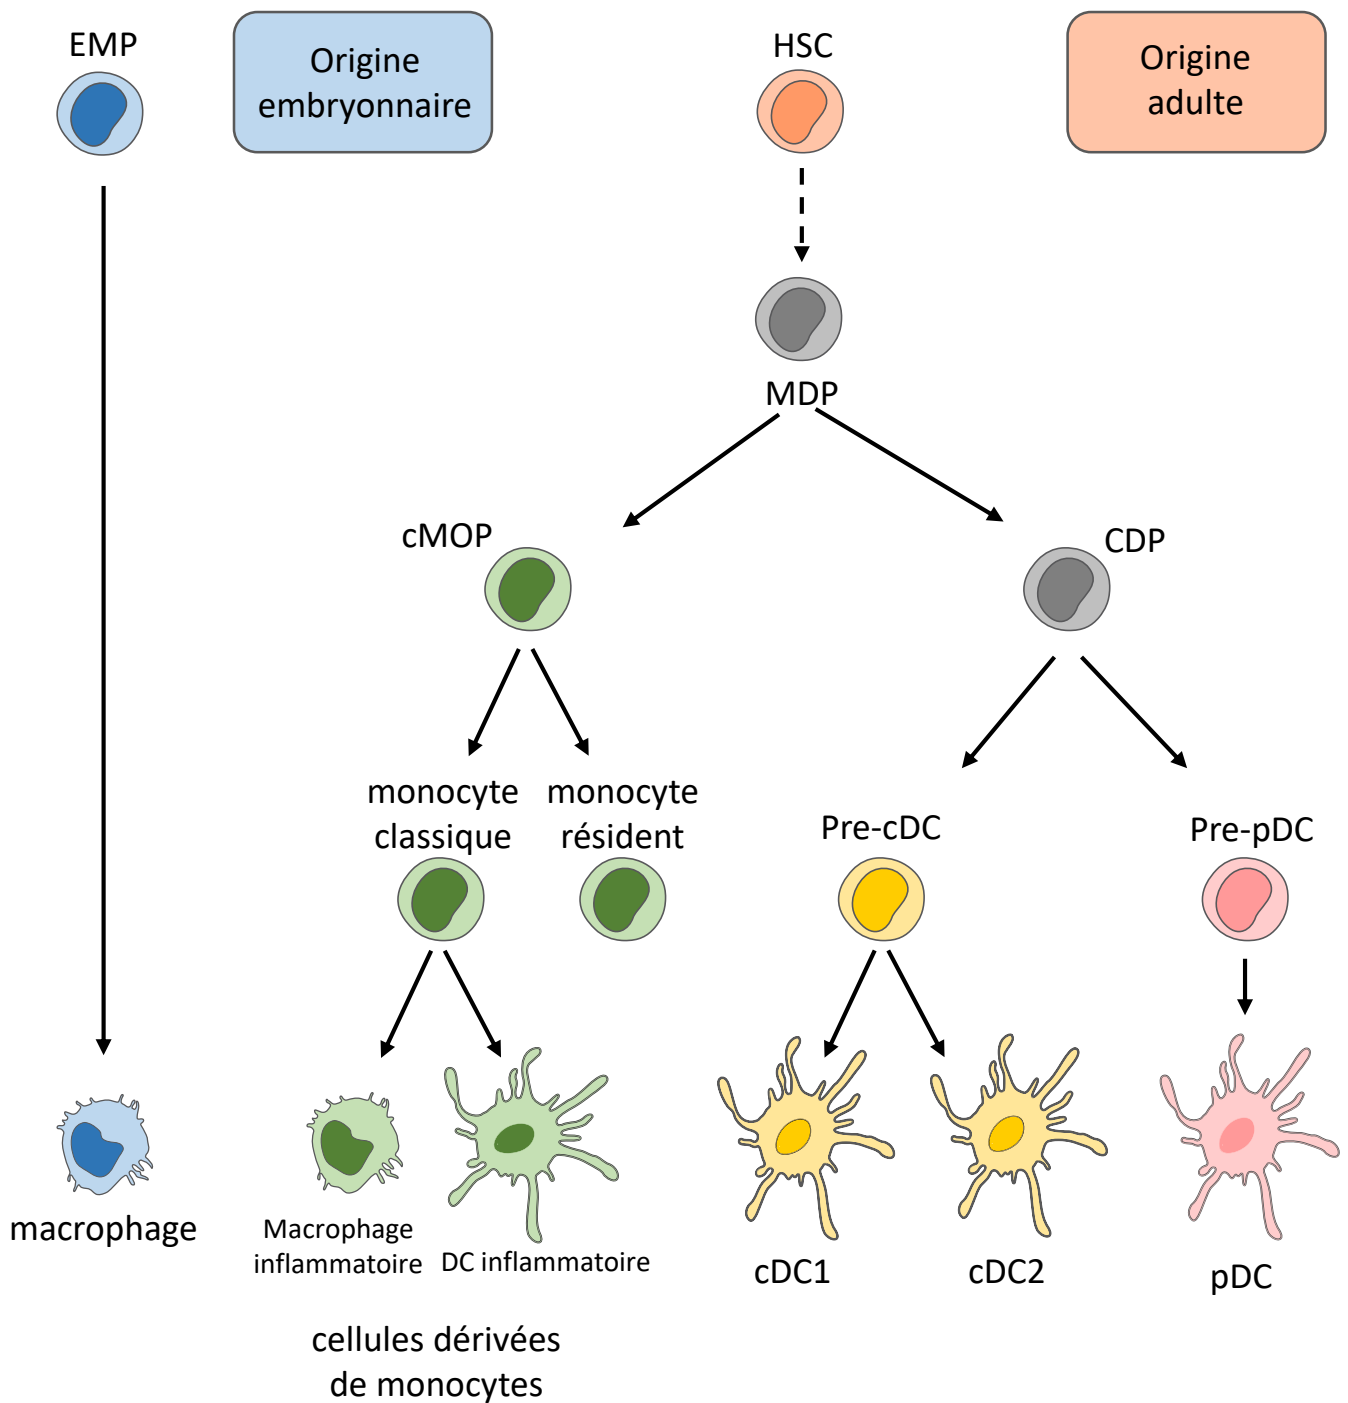 EMP
Origine
embryonnaire
HSC
Origine
adulte
MDP
cMOP
CDP
monocyte
classique
monocyte
résident
Pre-cDC
Pre-pDC
macrophage
Macrophage
inflammatoire
DC inflammatoire
cDC1
cDC2
pDC
cellules dérivées
de monocytes